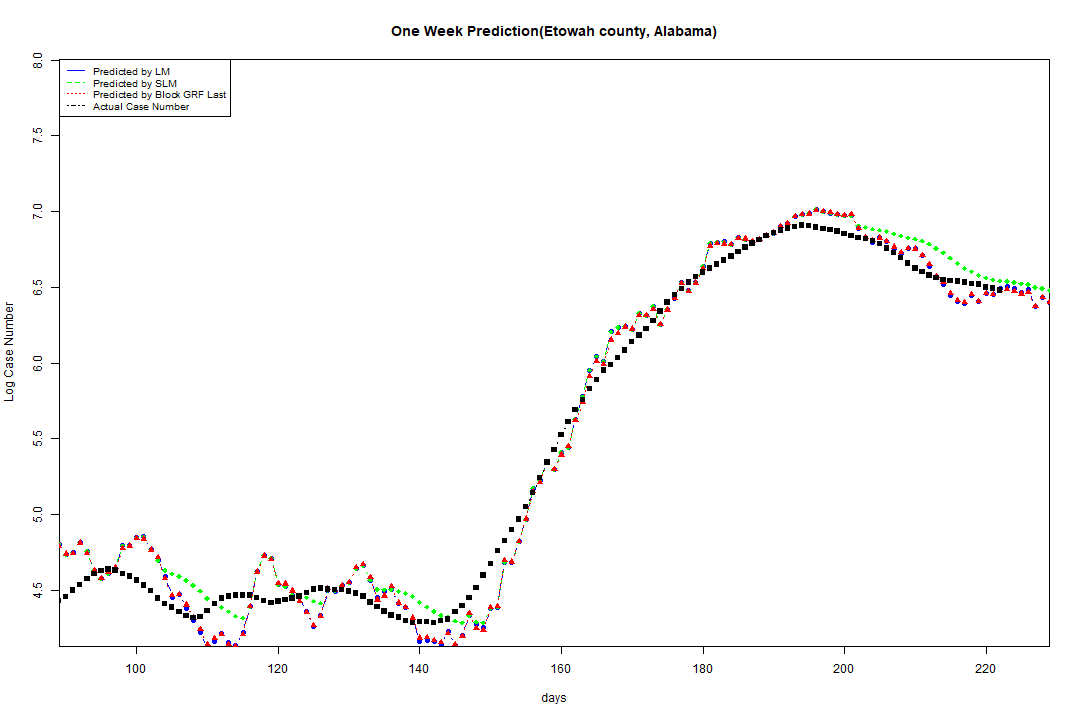 One Week Prediction(Etowah county, Alabama)
Predicted by LM
Predicted by SLM
Predicted by Block GRF Last
Actual Case Number
8.0
7.5
7.0
6.5
6.0
5.5
5.0
4.5
Log Case Number
100 120 140 160 180 200 220
days